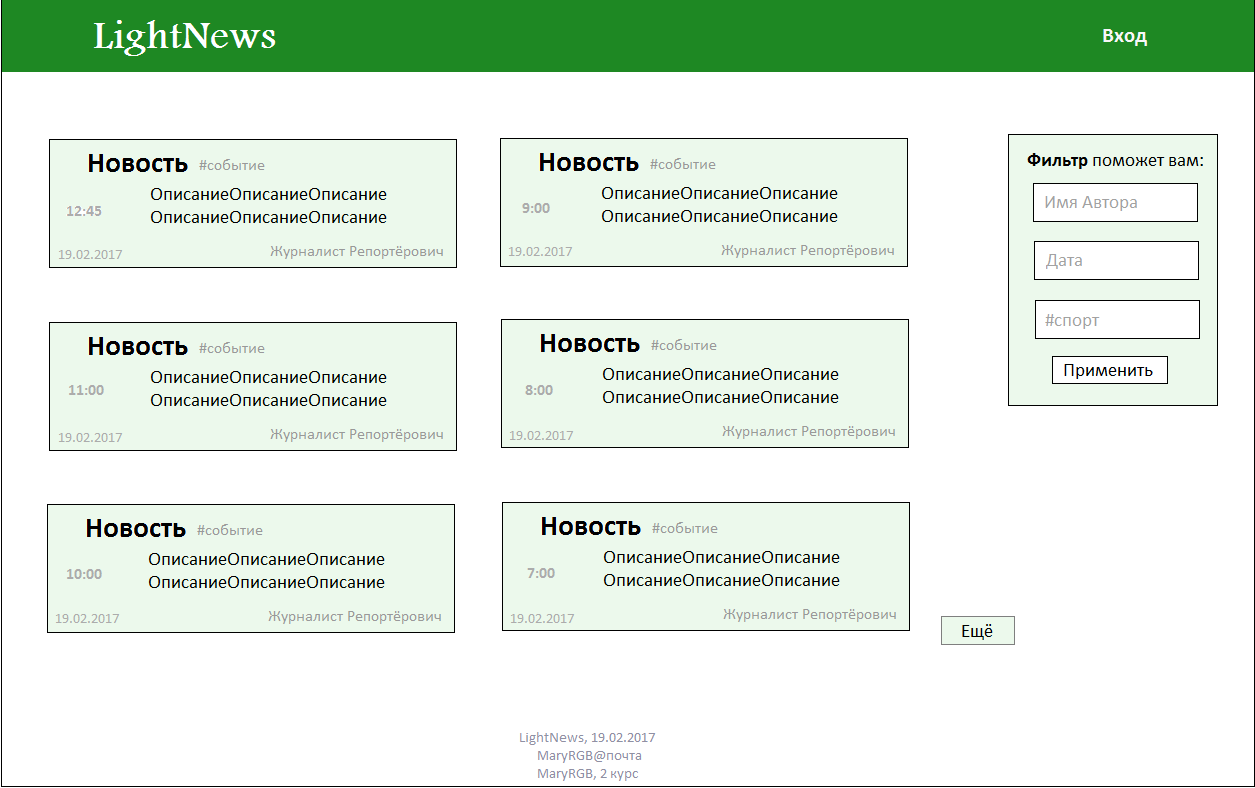 LightNews
Вход
Новость #событие
ОписаниеОписаниеОписание
12:45
ОписаниеОписаниеОписание
19.02.2017
Журналист Репортёрович
Новость #событие
ОписаниеОписаниеОписание
9:00
ОписаниеОписаниеОписание
19.02.2017
Журналист Репортёрович
Новость #событие
ОписаниеОписаниеОписание
11:00
ОписаниеОписаниеОписание
19.02.2017
Журналист Репортёрович
Новость #событие
ОписаниеОписаниеОписание
8:00
ОписаниеОписаниеОписание
19.02.2017
Журналист Репортёрович
Новость #событие
ОписаниеОписаниеОписание
10:00
ОписаниеОписаниеОписание
19.02.2017
Журналист Репортёрович
Новость #событие
ОписаниеОписаниеОписание
7:00
ОписаниеОписаниеОписание
19.02.2017
Журналист Репортёрович
Фильтр поможет вам:
Имя Автора
Дата
#спорт
Применить
Ещё
LightNews, 19.02.2017
MaryRGB@почта
MaryRGB, 2 курс